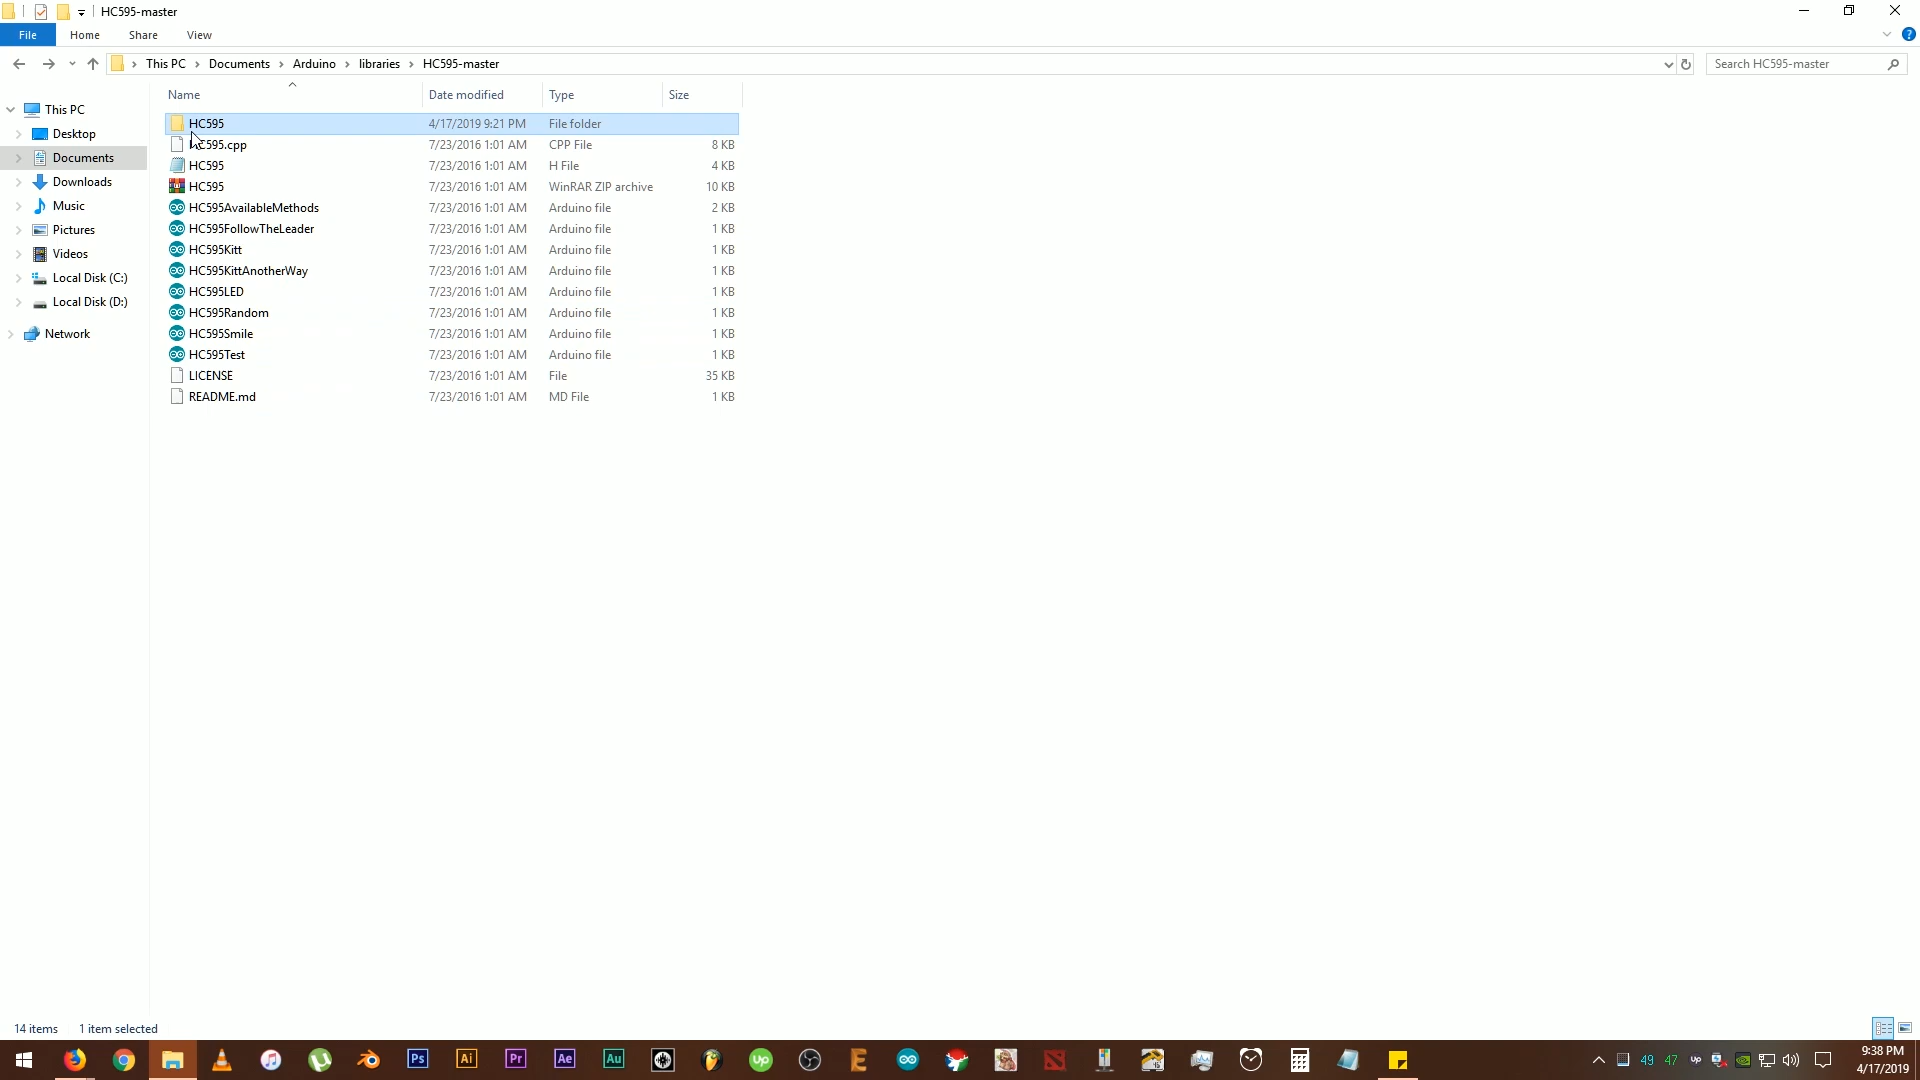 HC595-master
File Home Share View
This PC Documents Arduino libraries HC595-master Search HC595-master
Name Date modified Type Size
This PC
Desktop
Documents
Downloads
Music
Pictures
Videos
Local Disk (C:)
Local Disk (D:)
Network
HC595 4/17/2019 9:21 PM File folder
HC595.cpp 7/23/2016 1:01 AM CPP File 8 KB
HC595 7/23/2016 1:01 AM H File 4 KB
HC595 7/23/2016 1:01 AM WinRAR ZIP archive 10 KB
HC595AvailableMethods 7/23/2016 1:01 AM Arduino file 2 KB
HC595FollowTheLeader 7/23/2016 1:01 AM Arduino file 1 KB
HC595Kitt 7/23/2016 1:01 AM Arduino file 1 KB
HC595KittAnotherWay 7/23/2016 1:01 AM Arduino file 1 KB
HC595LED 7/23/2016 1:01 AM Arduino file 1 KB
HC595Random 7/23/2016 1:01 AM Arduino file 1 KB
HC595Smile 7/23/2016 1:01 AM Arduino file 1 KB
HC595Test 7/23/2016 1:01 AM Arduino file 1 KB
LICENSE 7/23/2016 1:01 AM File 35 KB
README.md 7/23/2016 1:01 AM MD File 1 KB
14 items 1 item selected
Ps Ai Pr Ae Au up E 49 47 up 9:38 PM
4/17/2019